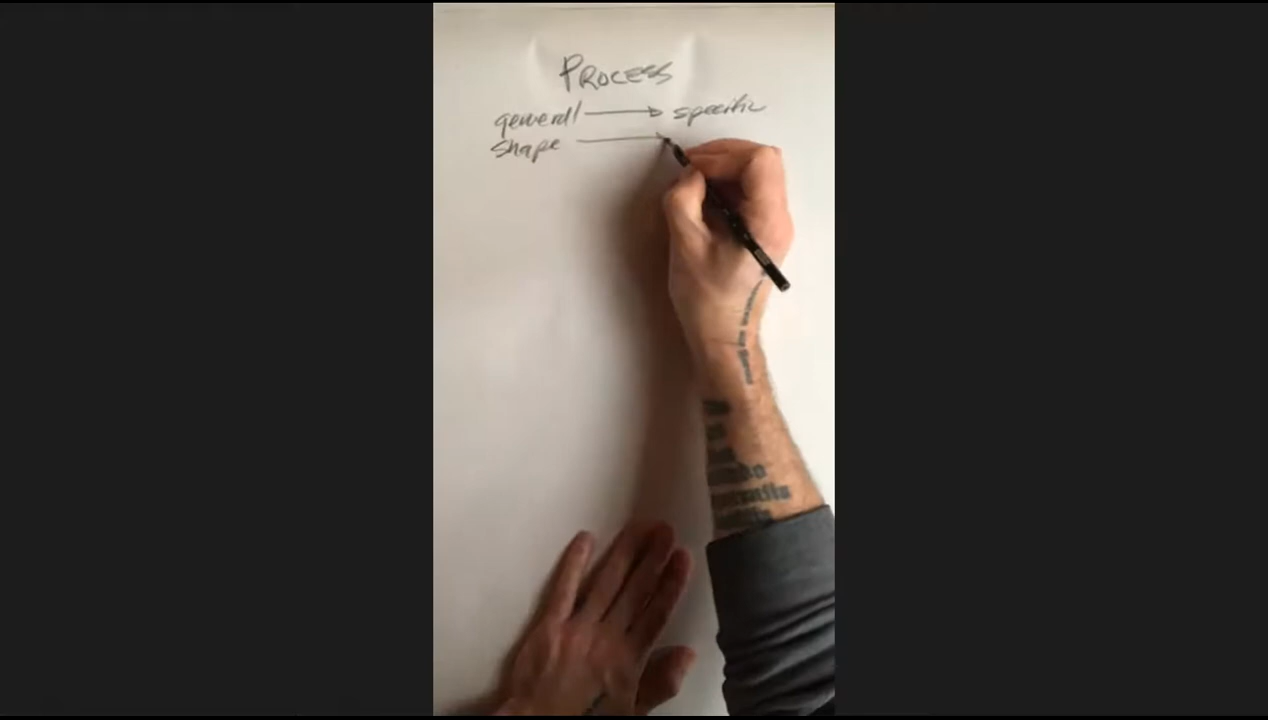 PROCESS
general → specific
shape →